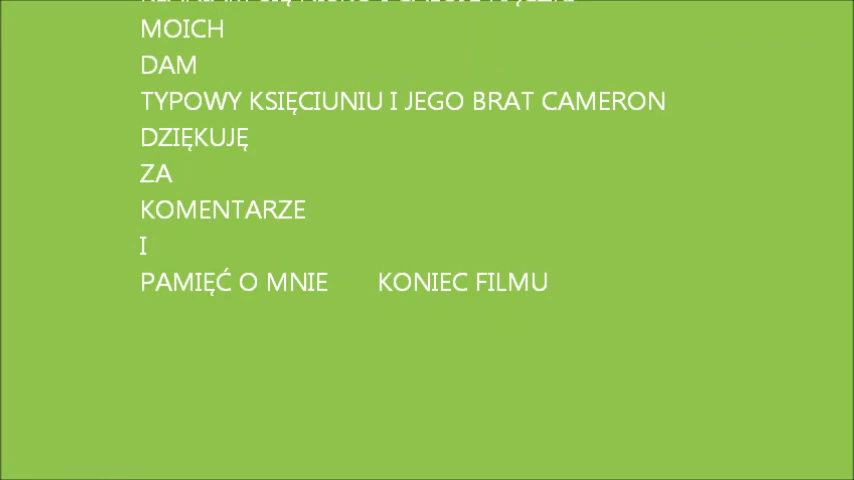 MOICH
DAM
TYPOWY KSIĘCIUNIU I JEGO BRAT CAMERON
DZIĘKUJĘ
ZA
KOMENTARZE
I
PAMIĘĆ O MNIE KONIEC FILMU